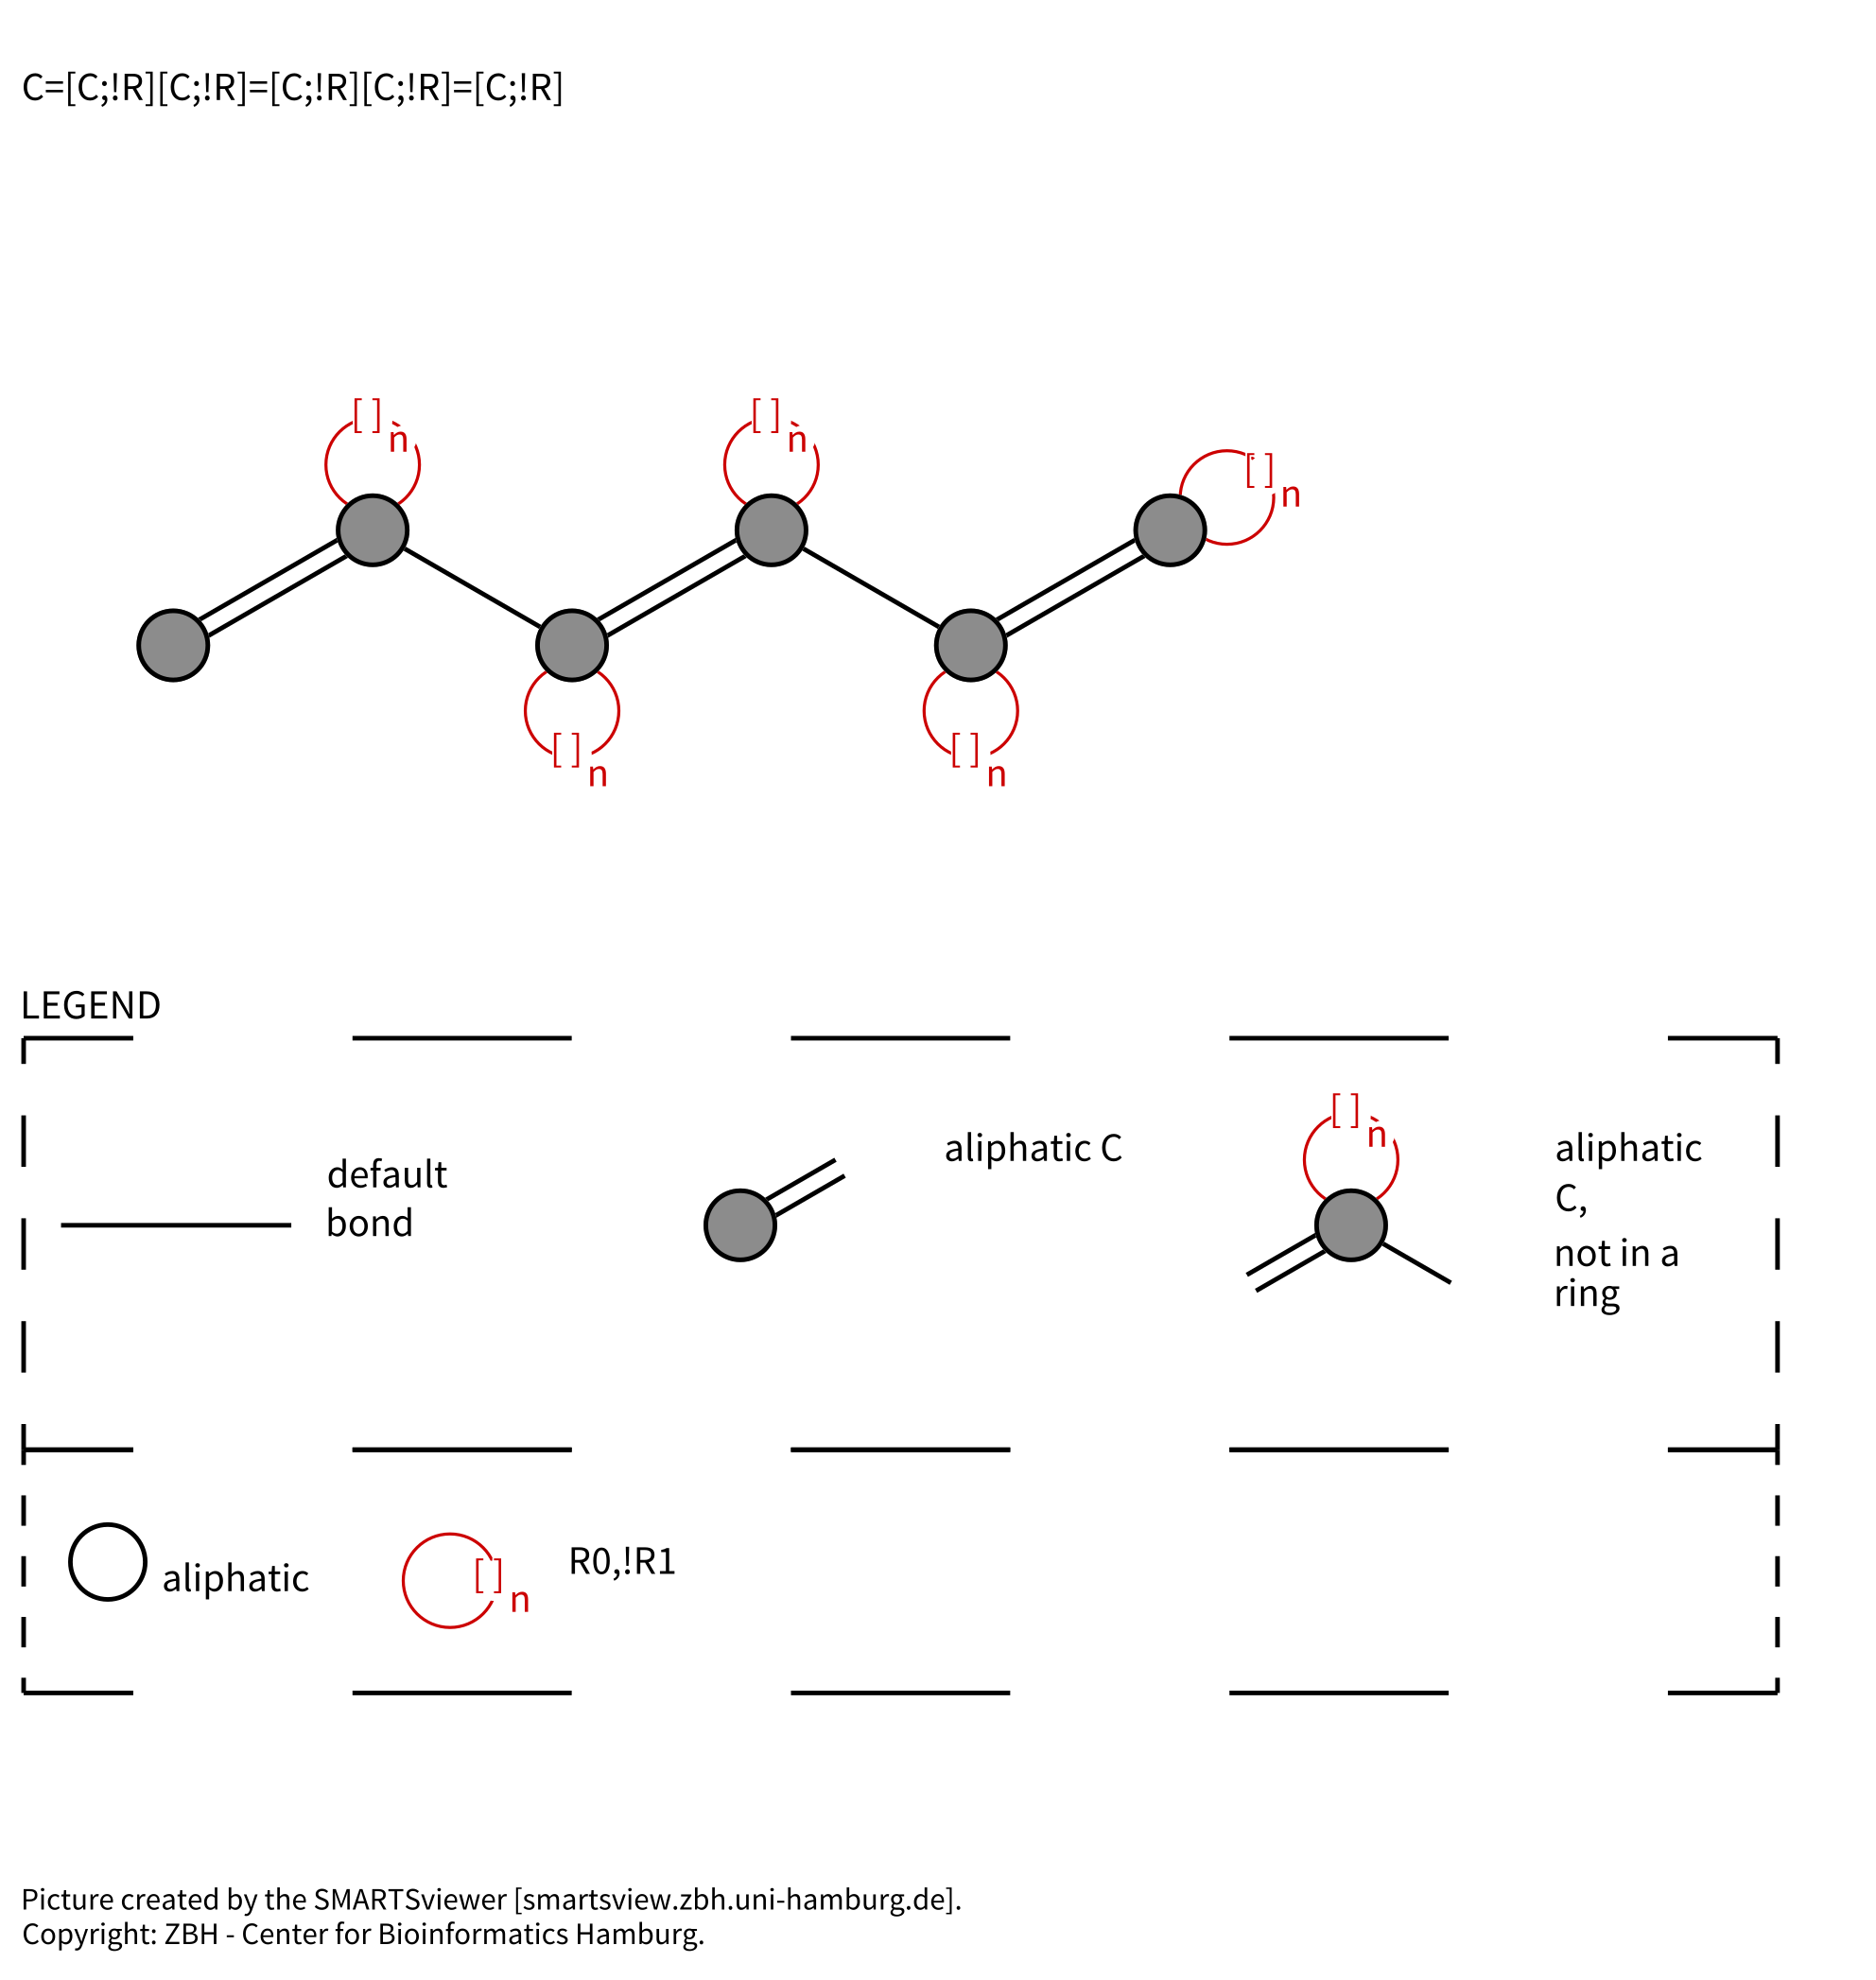 C=[C;!R][C;!R]=[C;!R][C;!R]=[C;!R]
[ ]n
[ ]n
[ ]n
[ ]n
[ ]n
LEGEND
default
bond
aliphatic C
[ ]n
aliphatic
C,
not in a
ring
aliphatic
[ ]n
R0,!R1
Picture created by the SMARTSviewer [smartsview.zbh.uni-hamburg.de].
Copyright: ZBH - Center for Bioinformatics Hamburg.